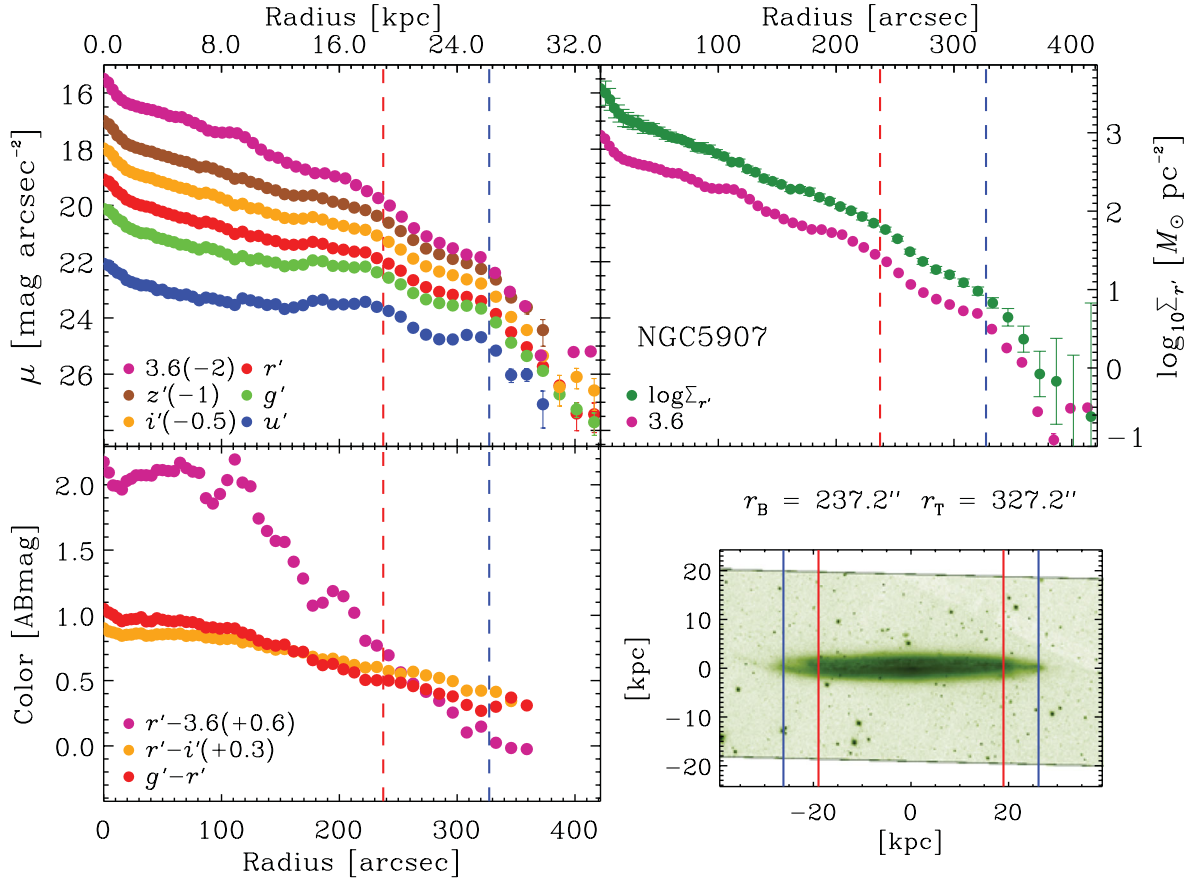 Radius [kpc] Radius [arcsec]
0.0 8.0 16.0 24.0 32.0 100 200 300 400
μ [mag arcsec⁻²]
16
18
20
22
24
26
3.6(−2) r′
z′(−1) g′
i′(−0.5) u′
NGC5907
logΣr′
3.6
3
2
1
0
−1
log₁₀Σr′ [M⊙ pc⁻²]
Color [ABmag]
2.0
1.5
1.0
0.5
0.0
r′−3.6(+0.6)
r′−i′(+0.3)
g′−r′
0 100 200 300 400
Radius [arcsec]
rB = 237.2″ rT = 327.2″
[kpc]
20
10
0
−10
−20
−20 0 20
[kpc]